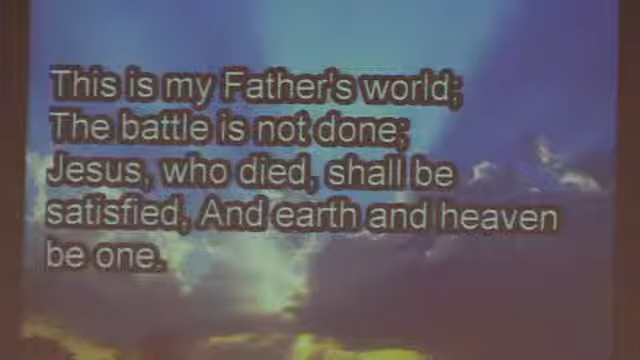 This is my Father's world;
The battle is not done;
Jesus, who died, shall be
satisfied, And earth and heaven
be one.